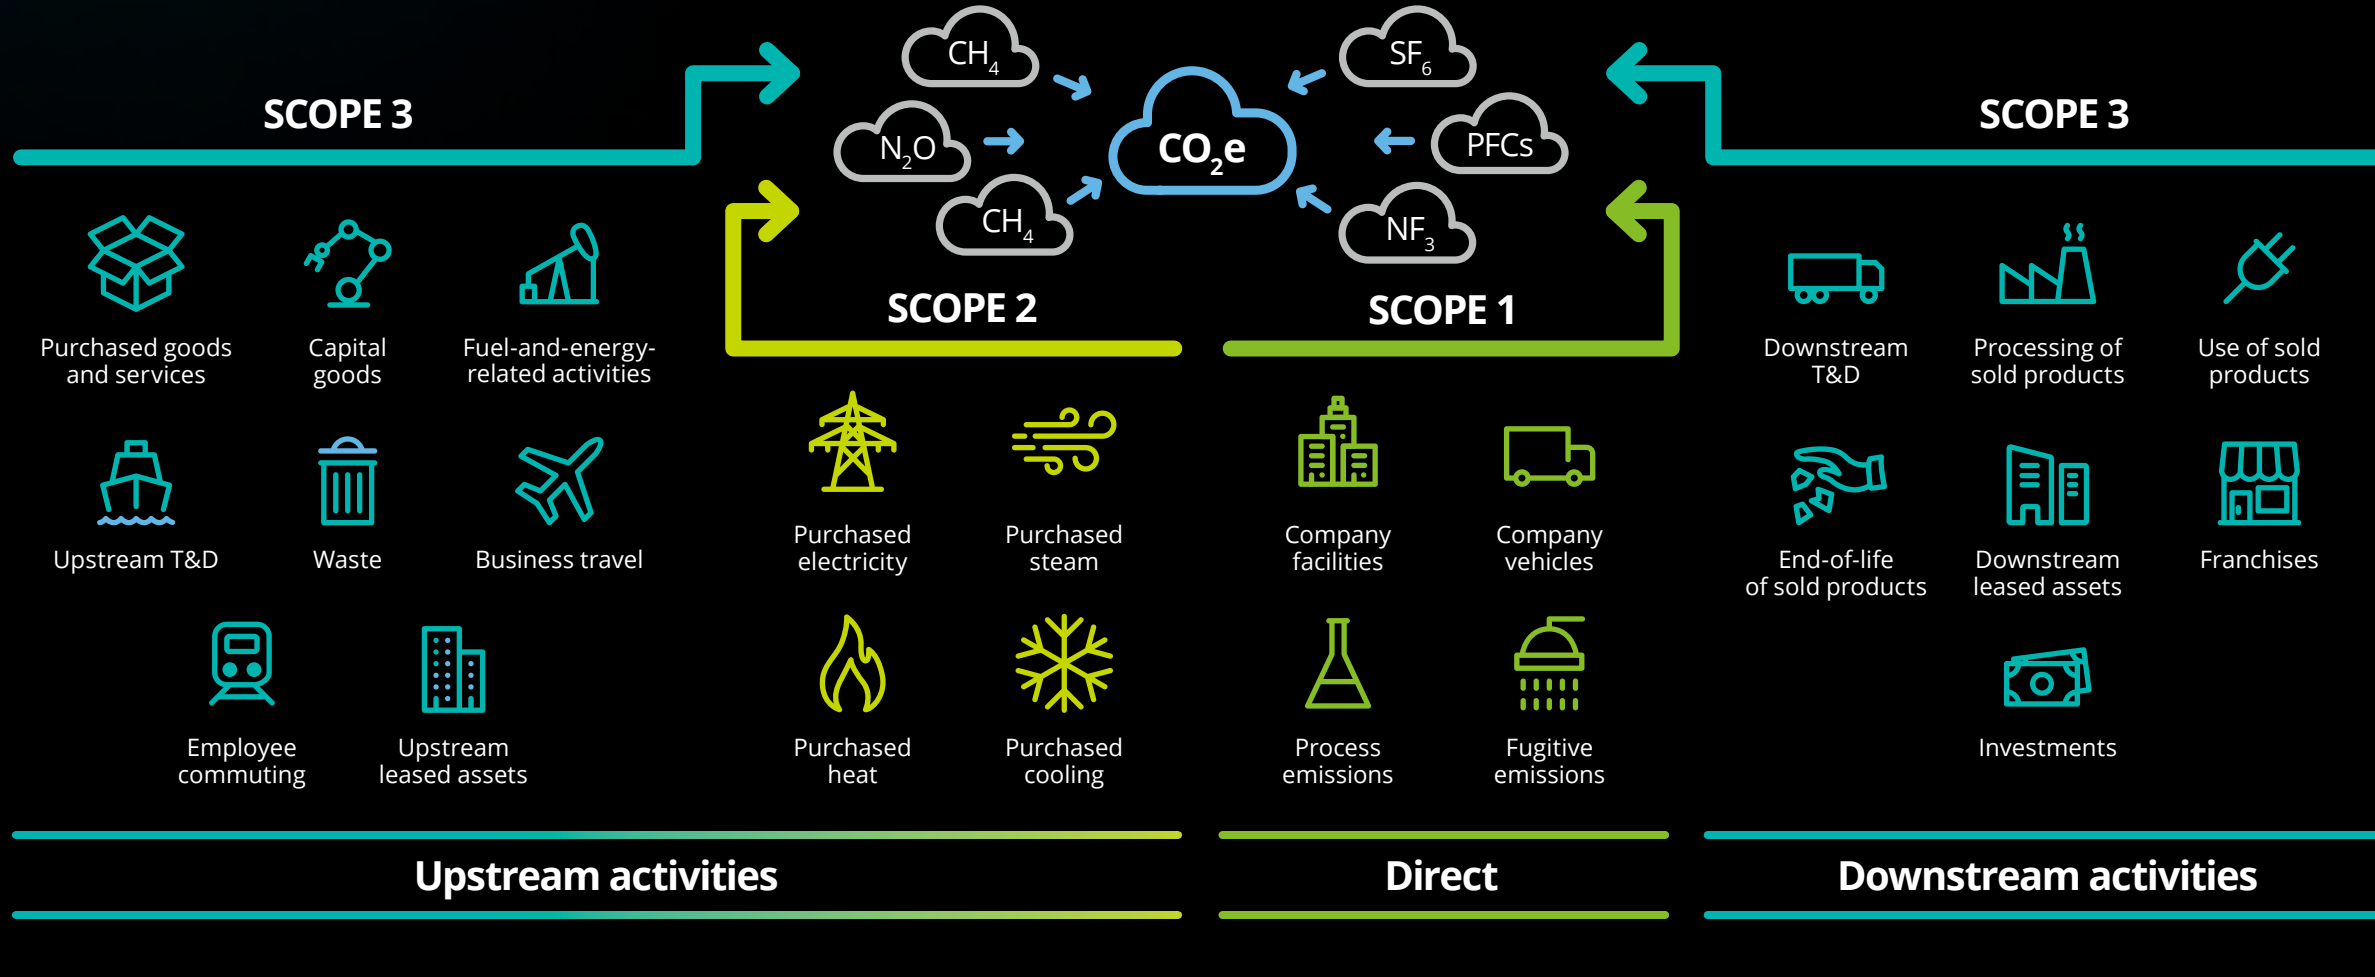 CH4
SF6
SCOPE 3
SCOPE 3
N2O
CO2e
PFCs
CH4
NF3
SCOPE 2
SCOPE 1
Purchased goods
and services
Capital
goods
Fuel-and-energy-
related activities
Upstream T&D
Waste
Business travel
Employee
commuting
Upstream
leased assets
Purchased
electricity
Purchased
steam
Purchased
heat
Purchased
cooling
Company
facilities
Company
vehicles
Process
emissions
Fugitive
emissions
Downstream
T&D
Processing of
sold products
Use of sold
products
End-of-life
of sold products
Downstream
leased assets
Franchises
Investments
Upstream activities
Direct
Downstream activities